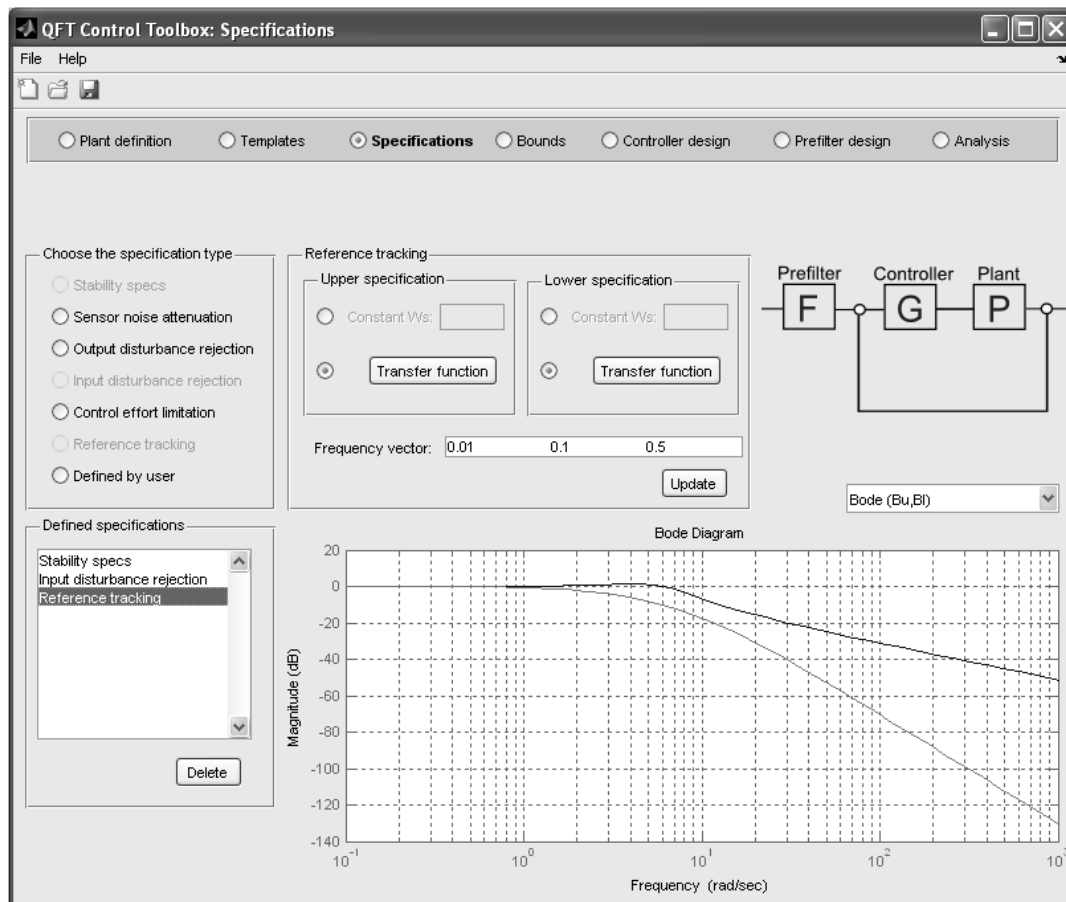 QFT Control Toolbox: Specifications
File Help
Plant definition Templates Specifications Bounds Controller design Prefilter design Analysis
Choose the specification type
Stability specs
Sensor noise attenuation
Output disturbance rejection
Input disturbance rejection
Control effort limitation
Reference tracking
Defined by user
Reference tracking
Upper specification
Constant Ws:
Transfer function
Lower specification
Constant Ws:
Transfer function
Frequency vector: 0.01 0.1 0.5
Update
Prefilter Controller Plant
F G P
Bode (Bu,Bl)
Defined specifications
Stability specs
Input disturbance rejection
Reference tracking
Delete
Bode Diagram
Magnitude (dB)
20
0
-20
-40
-60
-80
-100
-120
-140
10^-1 10^0 10^1 10^2 10^3
Frequency (rad/sec)